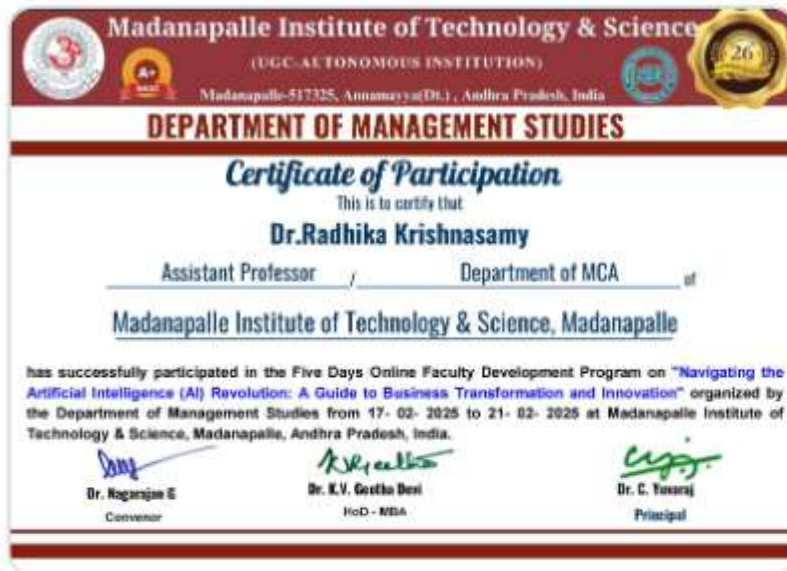 Madanapalle Institute of Technology & Science
(UGC-AUTONOMOUS INSTITUTION)
Madanapalle-517325, Annamayya(Dt.) , Andhra Pradesh, India
A+
26
DEPARTMENT OF MANAGEMENT STUDIES
Certificate of Participation
This is to certify that
Dr.Radhika Krishnasamy
Assistant Professor / Department of MCA of
Madanapalle Institute of Technology & Science, Madanapalle
has successfully participated in the Five Days Online Faculty Development Program on "Navigating the
Artificial Intelligence (AI) Revolution: A Guide to Business Transformation and Innovation" organized by
the Department of Management Studies from 17- 02- 2025 to 21- 02- 2025 at Madanapalle Institute of
Technology & Science, Madanapalle, Andhra Pradesh, India.
Dr. Nagarajan G Dr. K.V. Geetha Devi Dr. C. Yuvaraj
Convenor HoD - MBA Principal